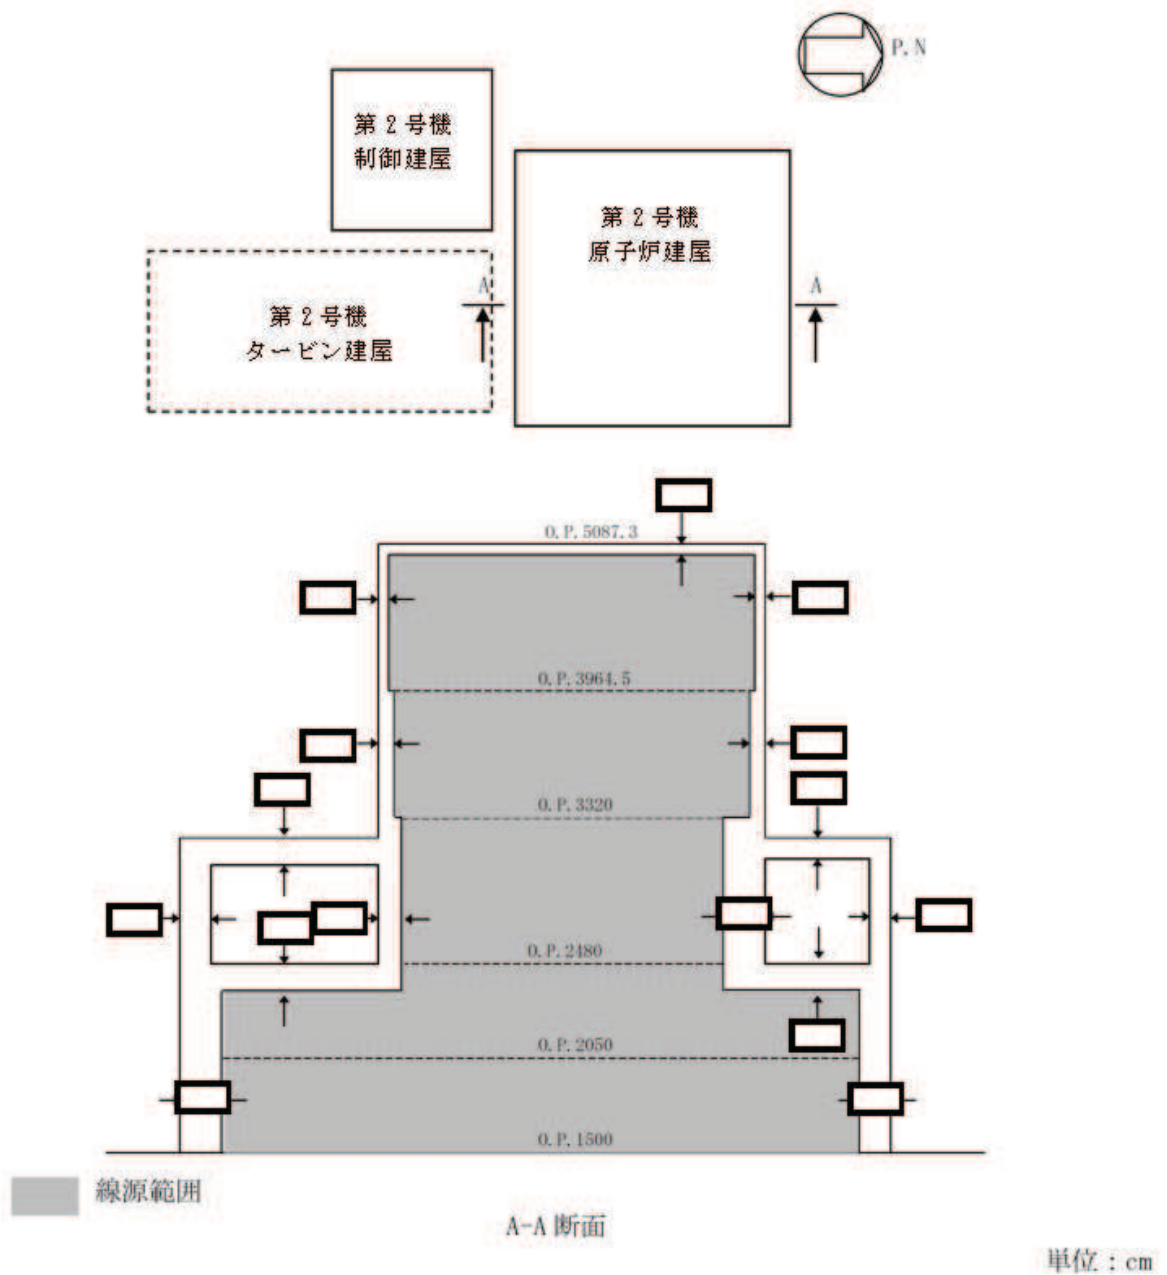 P.N
第2号機
制御建屋
第2号機
原子炉建屋
A
A
第2号機
タービン建屋
O.P.5087.3
O.P.3964.5
O.P.3320
O.P.2480
O.P.2050
O.P.1500
線源範囲
A-A 断面
単位：cm